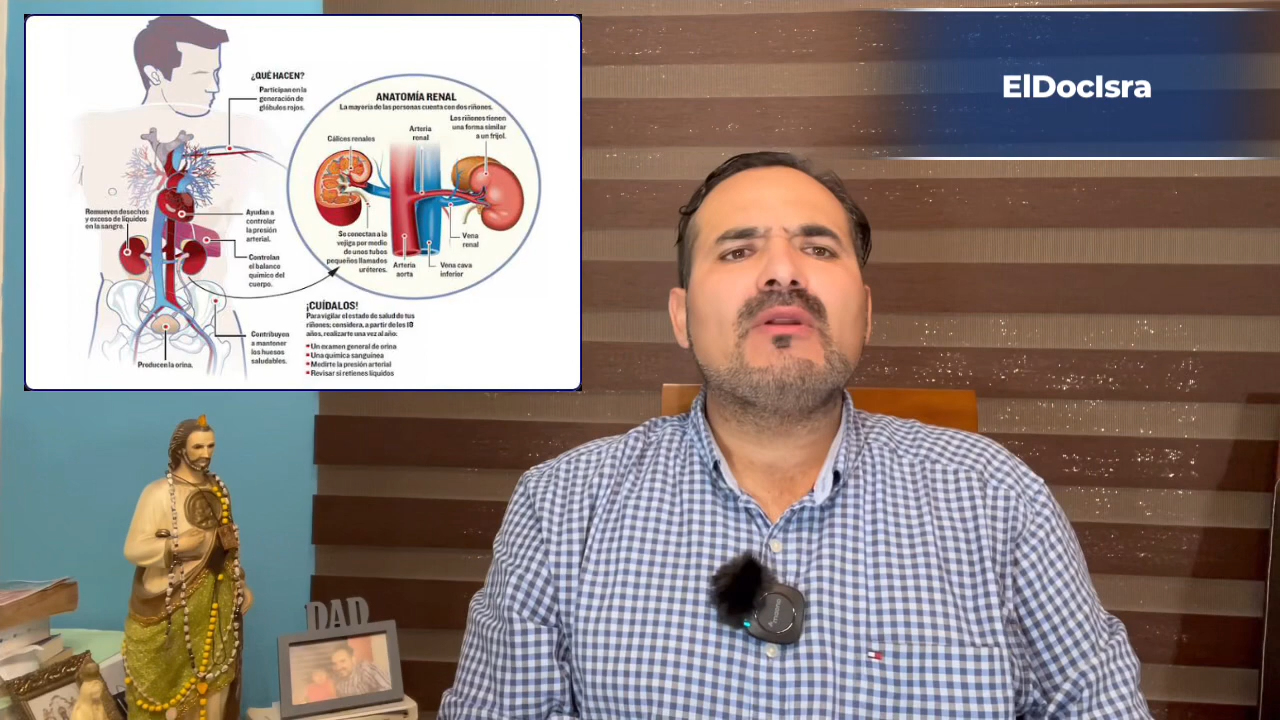 ElDocIsra
¿QUÉ HACEN?
Participan en la
generación de
glóbulos rojos.
Remueven desechos
y exceso de líquidos
en la sangre.
Ayudan a
controlar
la presión
arterial.
Controlan
el balance
químico del
cuerpo.
Contribuyen
a mantener
los huesos
saludables.
Producen la orina.
ANATOMÍA RENAL
La mayoría de las personas cuenta con dos riñones.
Los riñones tienen
una forma similar
a un frijol.
Cálices renales
Arteria
renal
Se conectan a la
vejiga por medio
de unos tubos
pequeños llamados
uréteres.
Arteria
aorta
Vena
renal
Vena cava
inferior
¡CUÍDALOS!
Para vigilar el estado de salud de tus
riñones; considera, a partir de los 18
años, realizarte una vez al año:
Un examen general de orina
Una química sanguínea
Medirte la presión arterial
Revisar si retienes líquidos
DAD